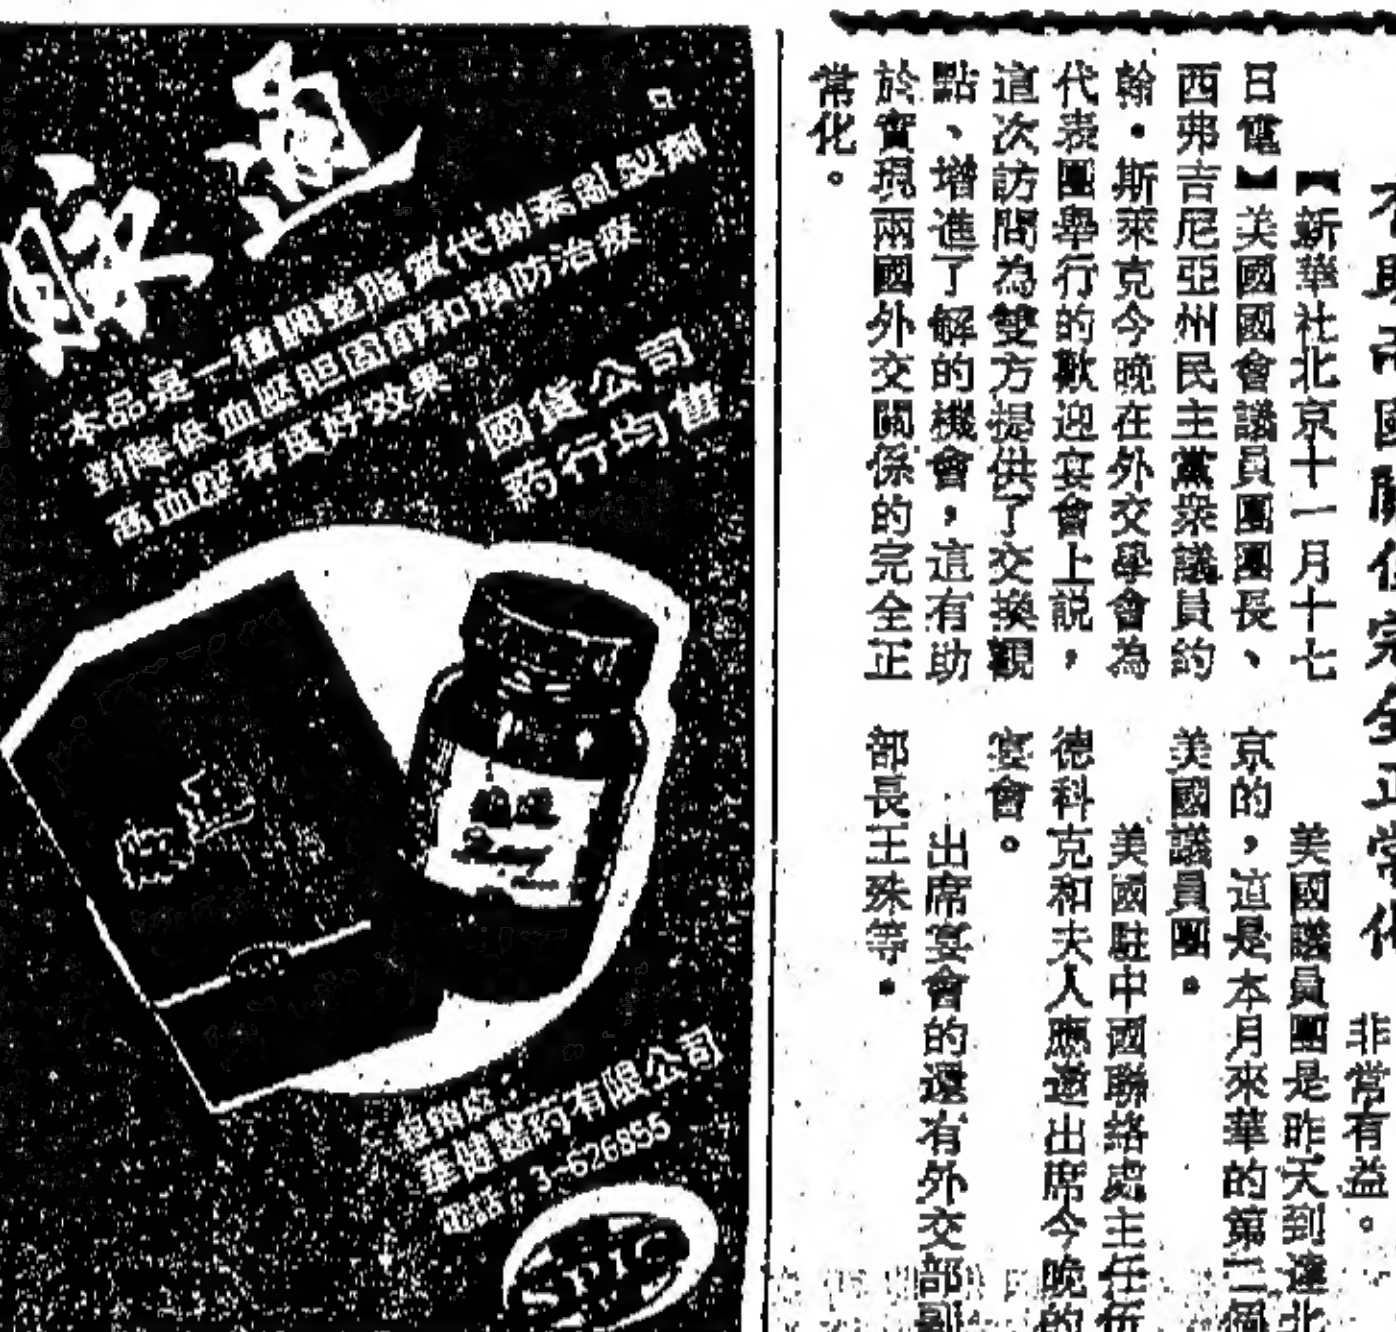 【新華社北京十一月十七
日電】美國國會議員團團長、
西弗吉尼亞州民主黨衆議員約
翰・斯萊克今晚在外交學會為
代表團舉行的歡迎宴會上説，
這次訪問為雙方提供了交換觀
點、增進了解的機會，這有助
於實現兩國外交關係的完全正
常化。
非常有益。
美國議員團是昨天到達北
京的，這是本月來華的第二個
美國議員團。
美國駐中國聯絡處主任伍
德科克和夫人應邀出席今晚的
宴會。
出席宴會的還有外交部副
部長王殊等。
本品是一種調整脂質代謝紊亂製劑
對降低血壓胆固醇和預防治療
高血壓有良好效果。
國貨公司
葯行均售
經銷處：
華健醫葯有限公司
電話：3-626855